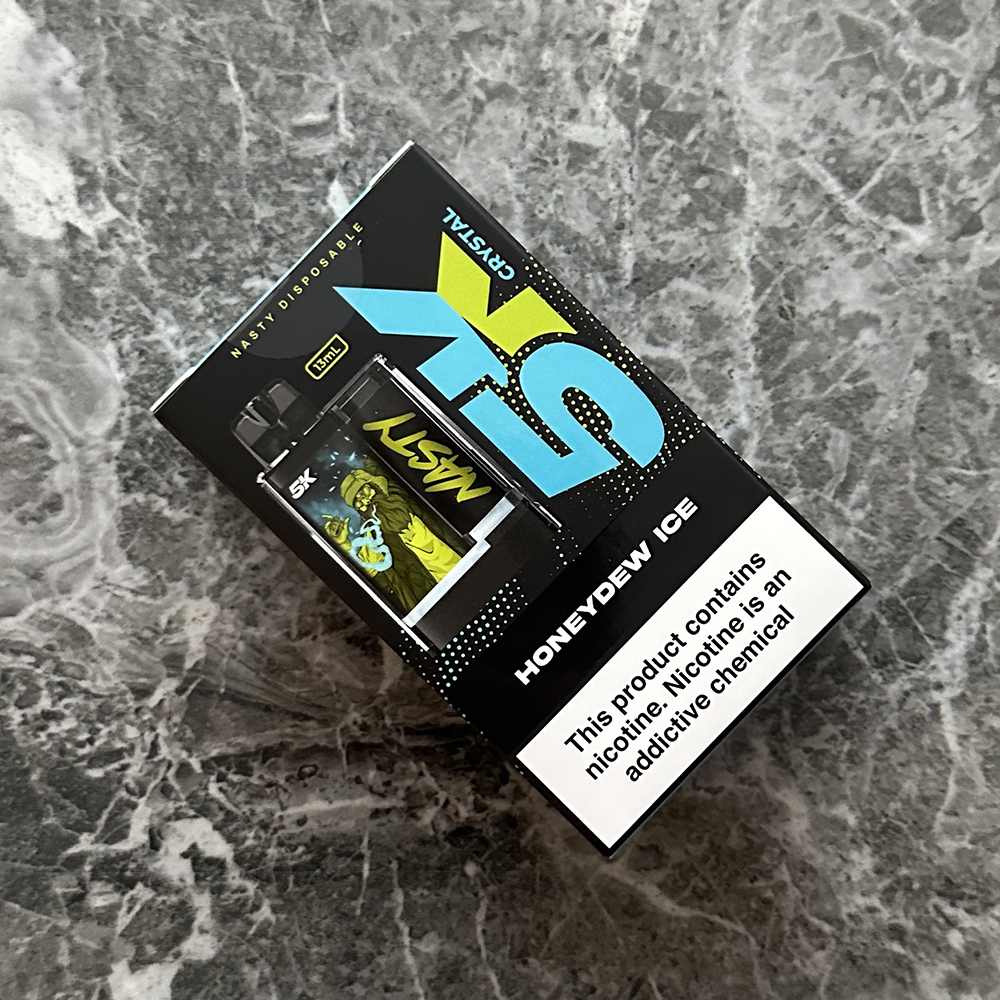 NASTY DISPOSABLE
13mL
CRYSTAL
5K
NASTY
5K
HONEYDEW ICE
This product contains
nicotine. Nicotine is an
addictive chemical